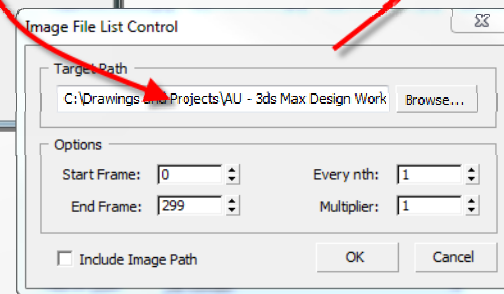 Image File List Control
Target Path
C:\Drawings and Projects\AU - 3ds Max Design Work
Browse...
Options
Start Frame: 0
Every nth: 1
End Frame: 299
Multiplier: 1
Include Image Path
OK
Cancel